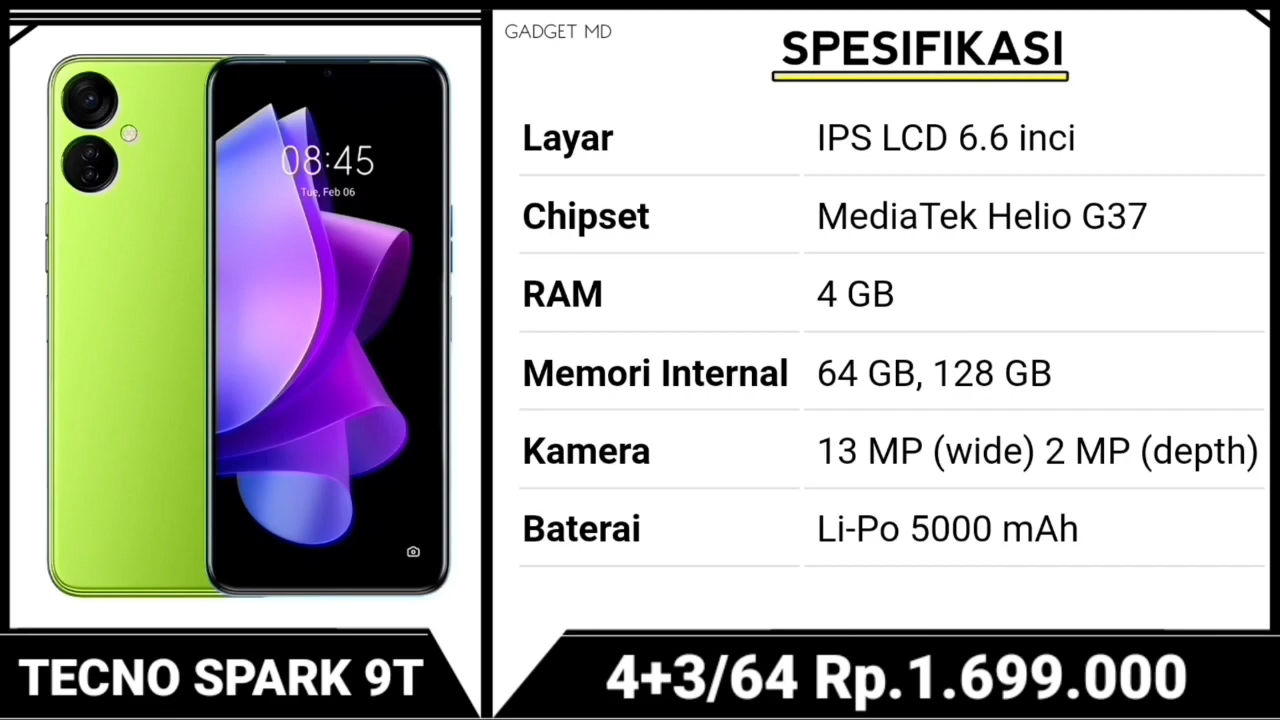 GADGET MD
SPESIFIKASI
08:45
Tue, Feb 06
Layar IPS LCD 6.6 inci
Chipset MediaTek Helio G37
RAM 4 GB
Memori Internal 64 GB, 128 GB
Kamera 13 MP (wide) 2 MP (depth)
Baterai Li-Po 5000 mAh
TECNO SPARK 9T
4+3/64 Rp.1.699.000